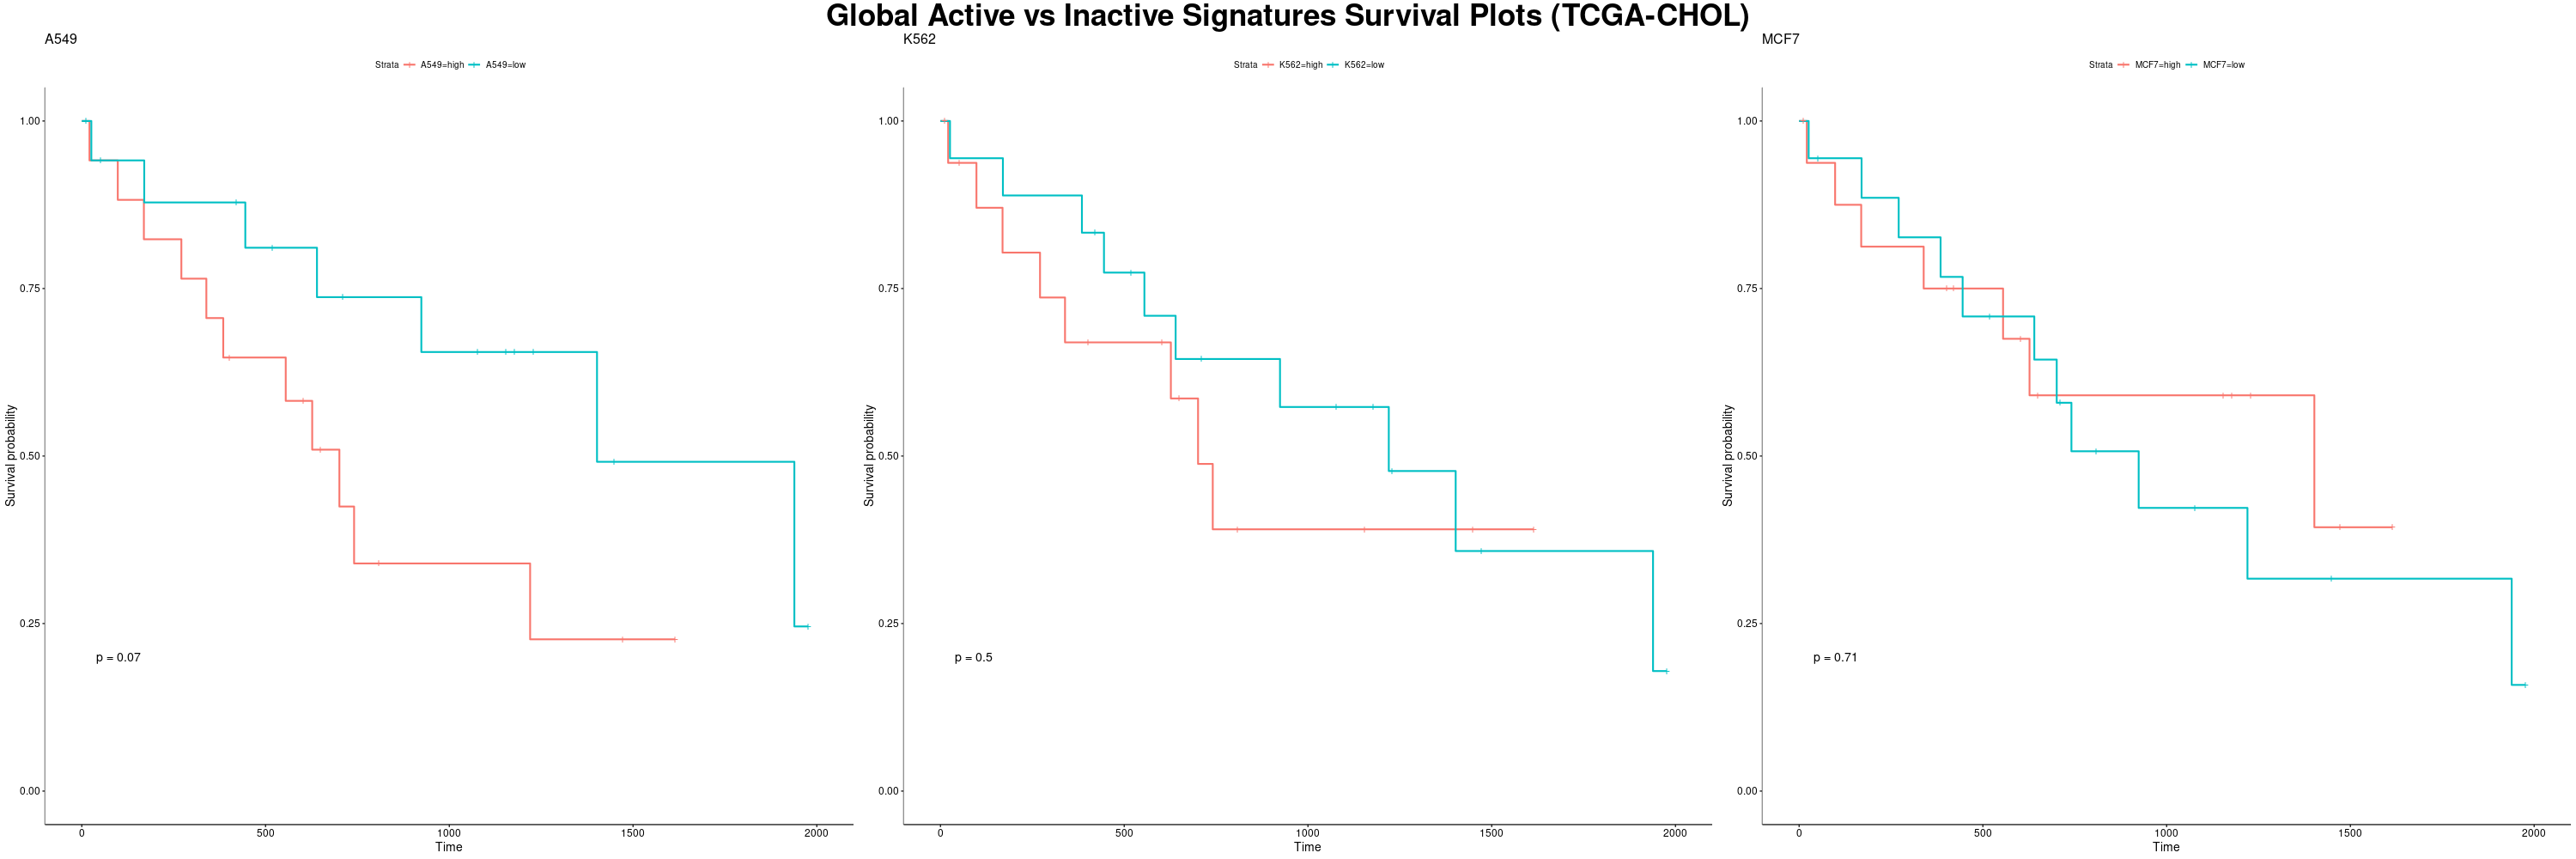 Global Active vs Inactive Signatures Survival Plots (TCGA-CHOL)
A549
Strata A549=high A549=low
Survival probability
1.00
0.75
0.50
0.25
0.00
p = 0.07
0 500 1000 1500 2000
Time
K562
Strata K562=high K562=low
Survival probability
1.00
0.75
0.50
0.25
0.00
p = 0.5
0 500 1000 1500 2000
Time
MCF7
Strata MCF7=high MCF7=low
Survival probability
1.00
0.75
0.50
0.25
0.00
p = 0.71
0 500 1000 1500 2000
Time